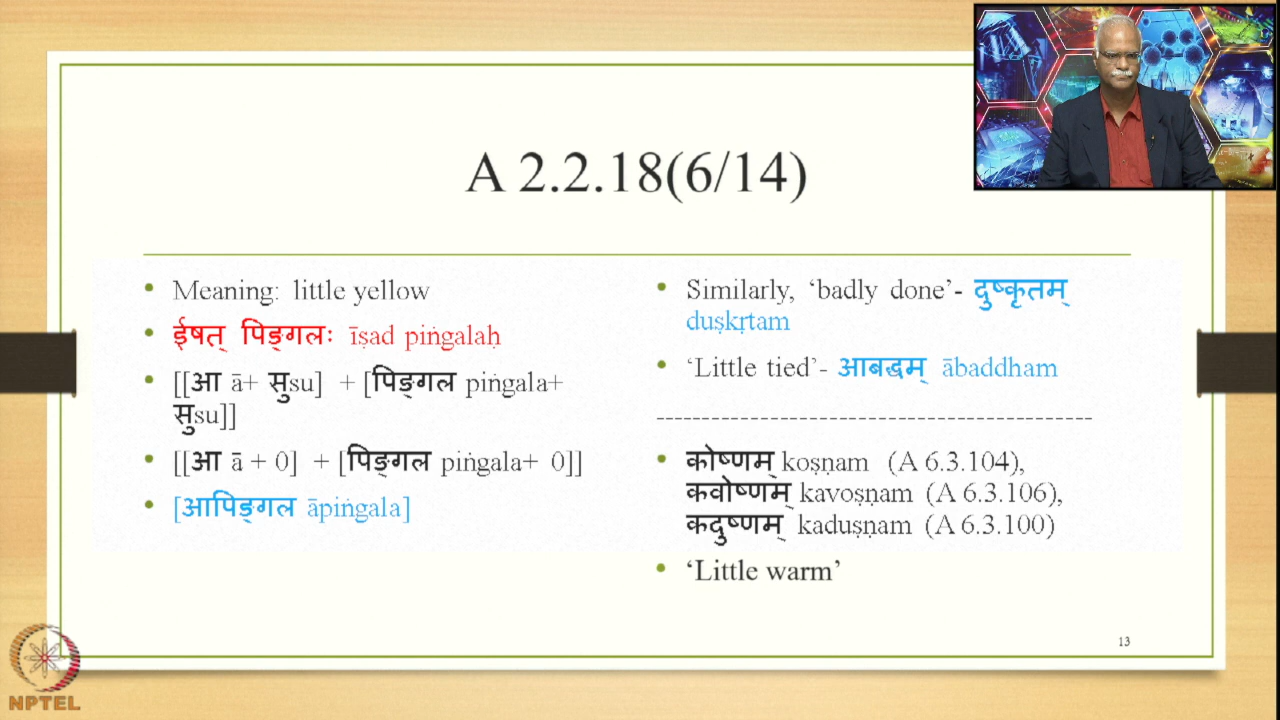 A 2.2.18(6/14)
• Meaning: little yellow
• ईषत् पिङ्गलः īṣad piṅgalaḥ
• [[आ ā+ सुsu] + [पिङ्गल piṅgala+
सुsu]]
• [[आ ā + 0] + [पिङ्गल piṅgala+ 0]]
• [आपिङ्गल āpiṅgala]
• Similarly, ‘badly done’- दुष्कृतम्
duṣkṛtam
• ‘Little tied’- आबद्धम् ābaddham
--------------------------------------------
• कोष्णम् koṣṇam (A 6.3.104),
कवोष्णम् kavoṣṇam (A 6.3.106),
कदुष्णम् kaduṣṇam (A 6.3.100)
• ‘Little warm’
13
NPTEL